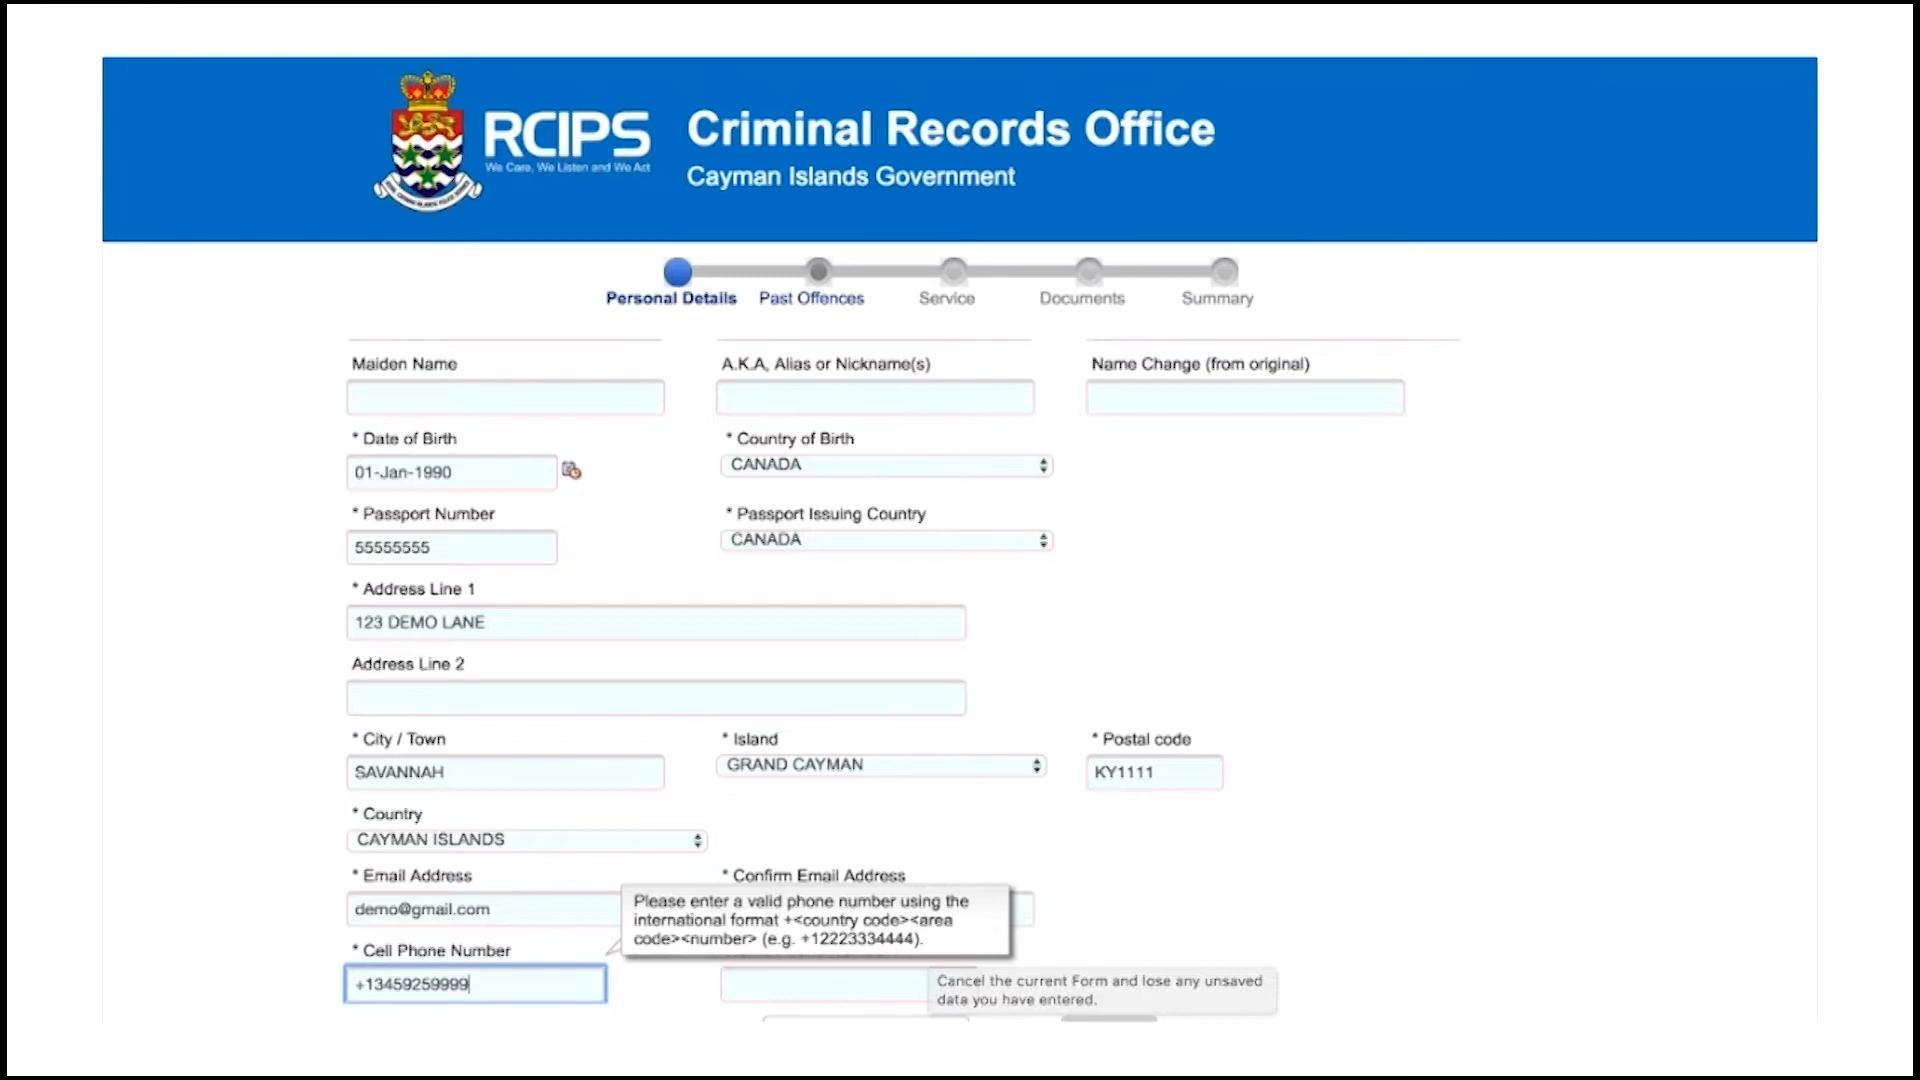 RCIPS
We Care, We Listen and We Act
Criminal Records Office
Cayman Islands Government
Personal Details Past Offences Service Documents Summary
Maiden Name A.K.A, Alias or Nickname(s) Name Change (from original)
* Date of Birth * Country of Birth
01-Jan-1990 CANADA
* Passport Number * Passport Issuing Country
55555555 CANADA
* Address Line 1
123 DEMO LANE
Address Line 2
* City / Town * Island * Postal code
SAVANNAH GRAND CAYMAN KY1111
* Country
CAYMAN ISLANDS
* Email Address * Confirm Email Address
demo@gmail.com
Please enter a valid phone number using the
international format +<country code><area
code><number> (e.g. +12223334444).
* Cell Phone Number
+13459259999
Cancel the current Form and lose any unsaved
data you have entered.